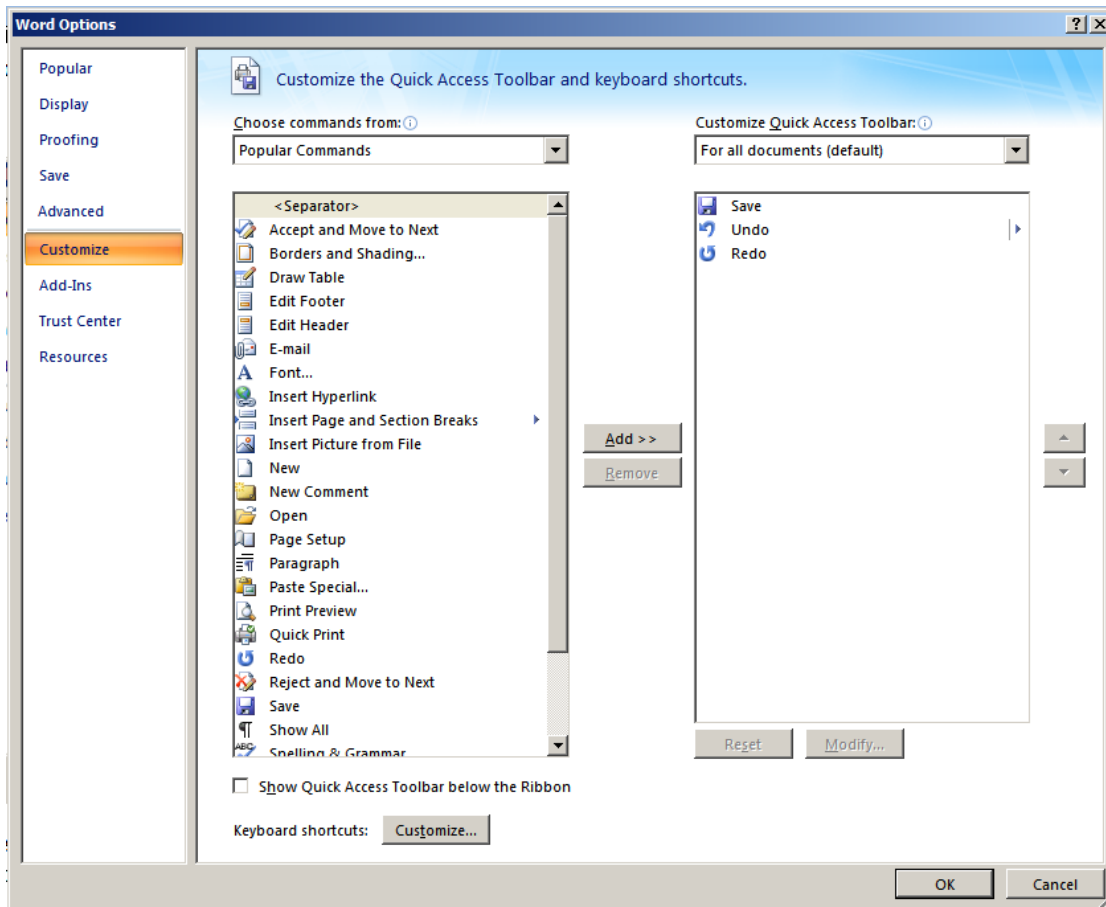 Word Options
Popular
Display
Proofing
Save
Advanced
Customize
Add-Ins
Trust Center
Resources
Customize the Quick Access Toolbar and keyboard shortcuts.
Choose commands from:
Popular Commands
<Separator>
Accept and Move to Next
Borders and Shading...
Draw Table
Edit Footer
Edit Header
E-mail
Font...
Insert Hyperlink
Insert Page and Section Breaks
Insert Picture from File
New
New Comment
Open
Page Setup
Paragraph
Paste Special...
Print Preview
Quick Print
Redo
Reject and Move to Next
Save
Show All
Spelling & Grammar
Add >>
Remove
Customize Quick Access Toolbar:
For all documents (default)
Save
Undo
Redo
Reset Modify...
Show Quick Access Toolbar below the Ribbon
Keyboard shortcuts: Customize...
OK Cancel